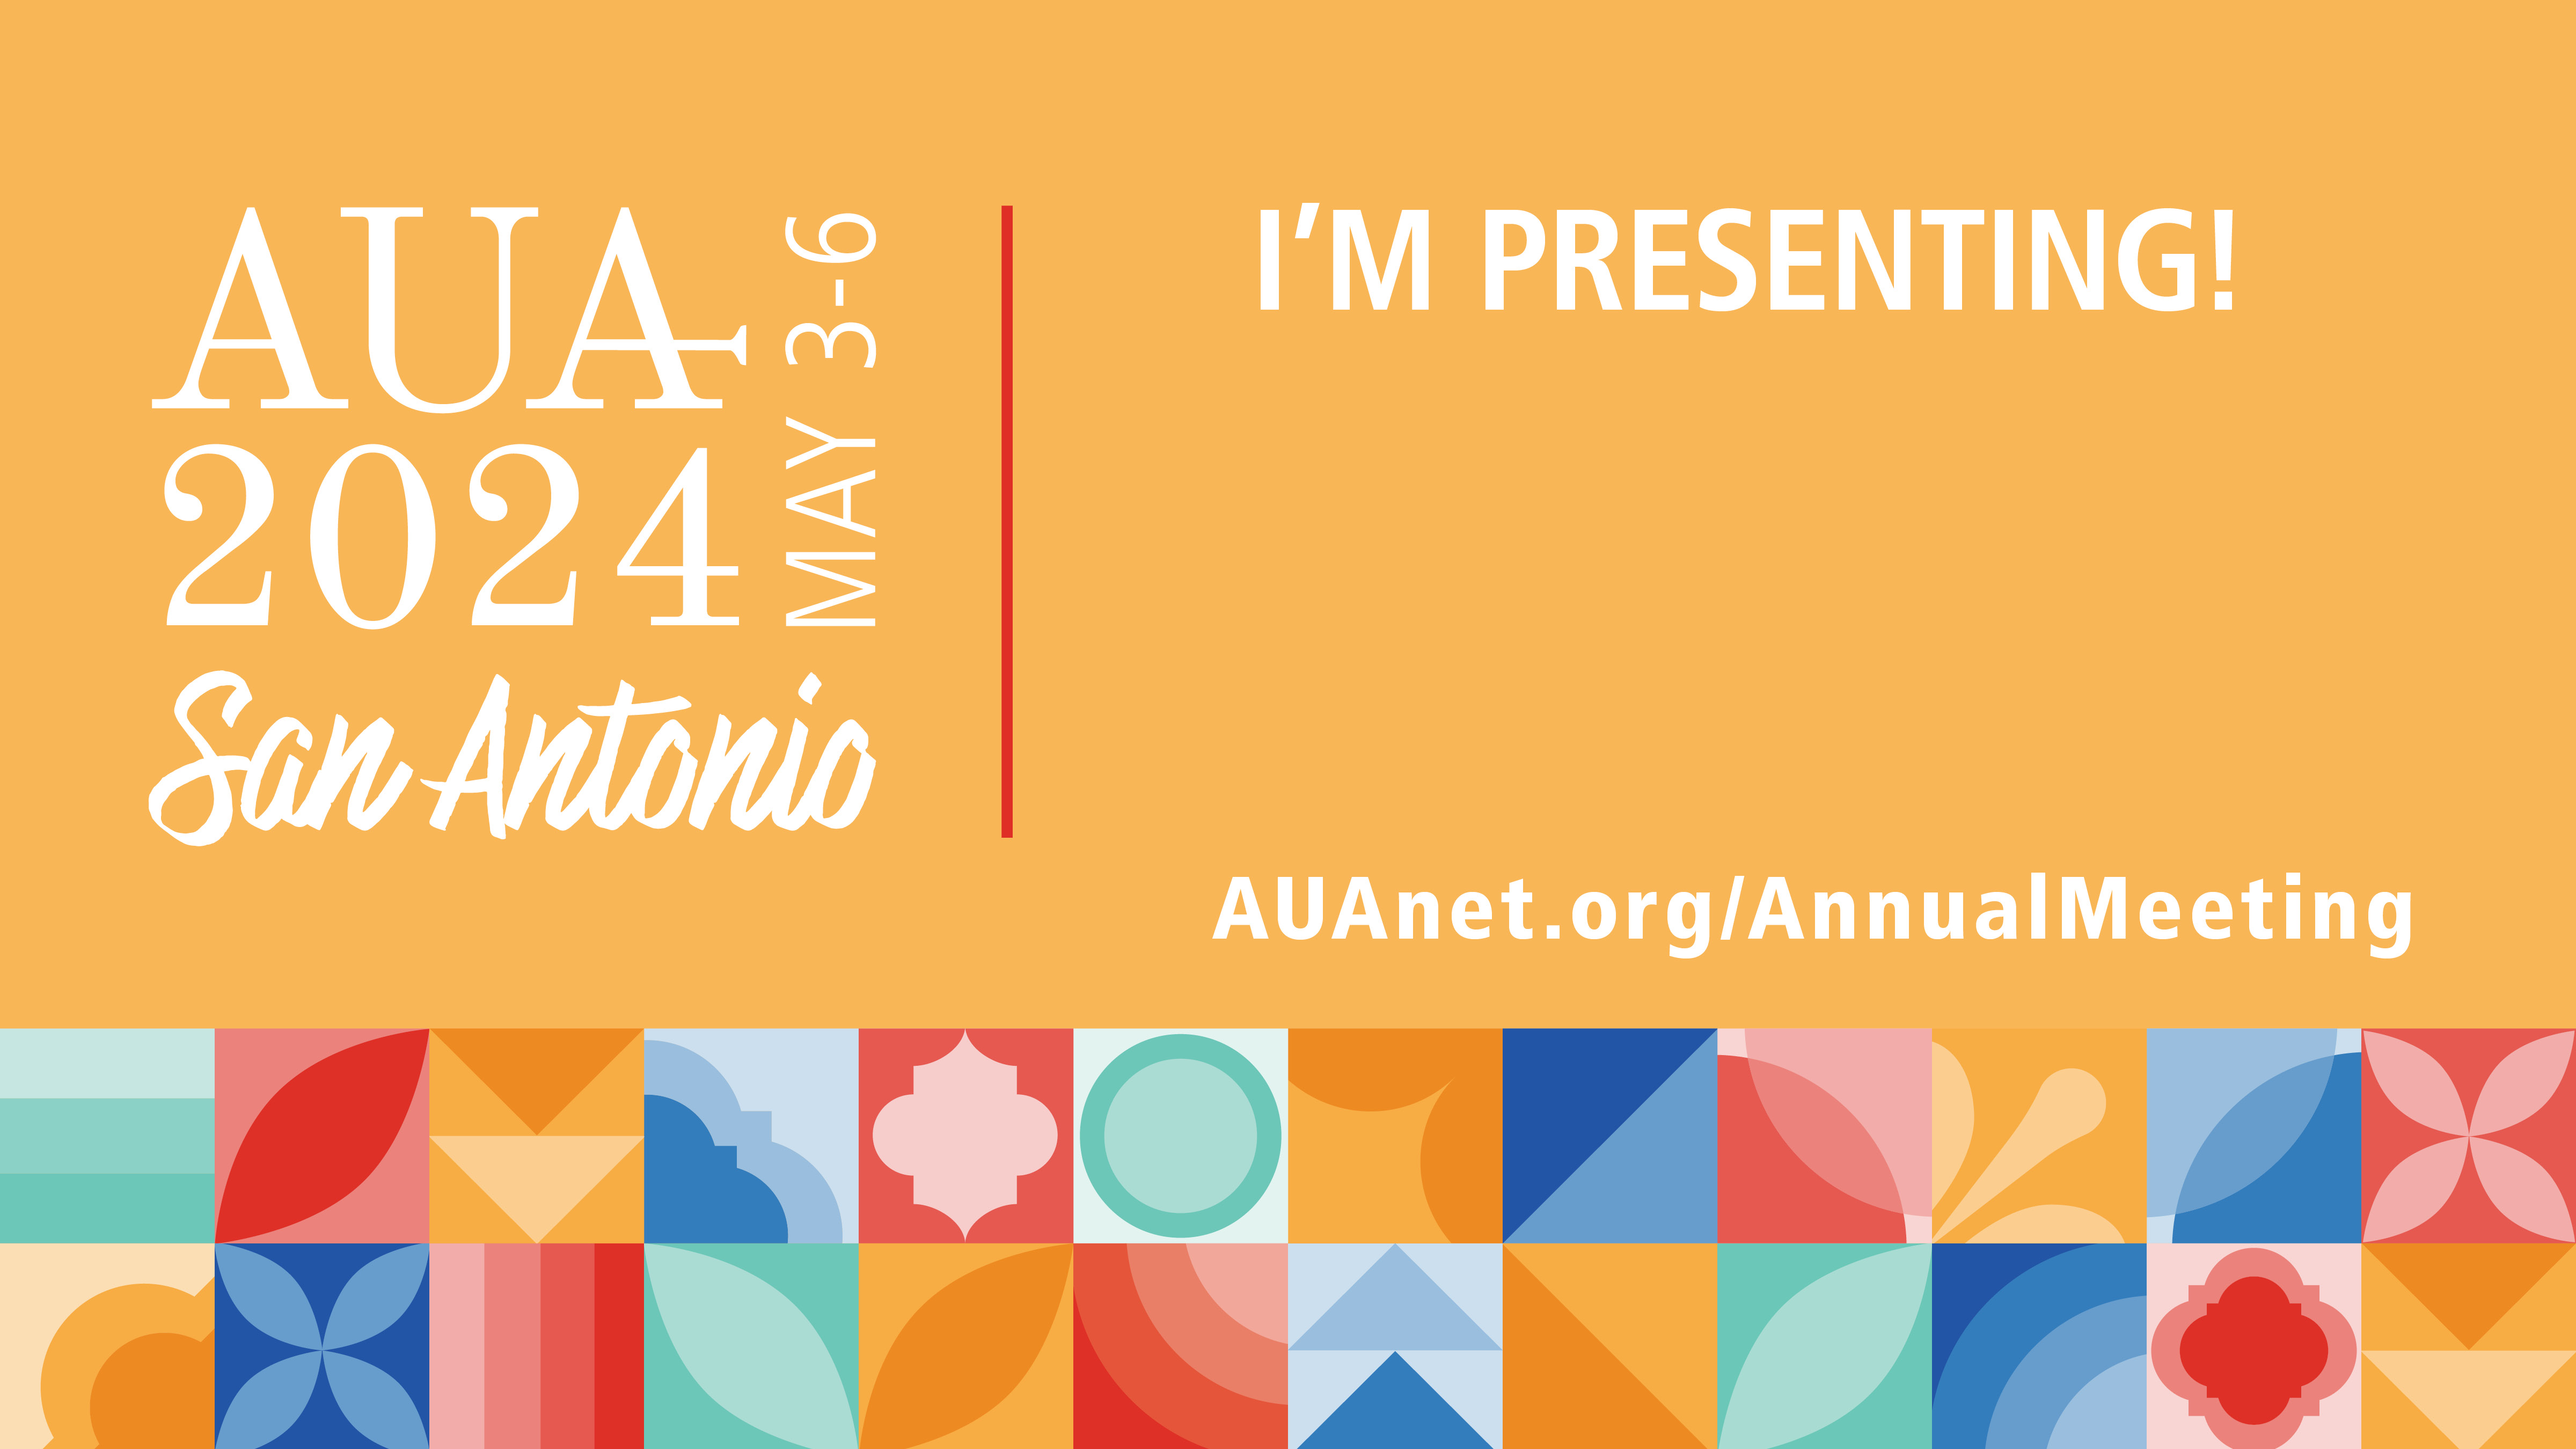 AUA
2024
MAY 3-6
San Antonio
I’M PRESENTING!
AUAnet.org/AnnualMeeting